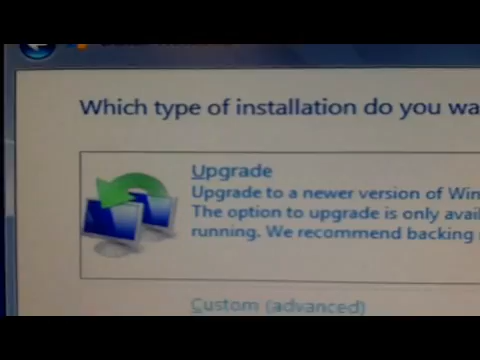 Which type of installation do you wa
Upgrade
Upgrade to a newer version of Win
The option to upgrade is only avai
running. We recommend backing
Custom (advanced)